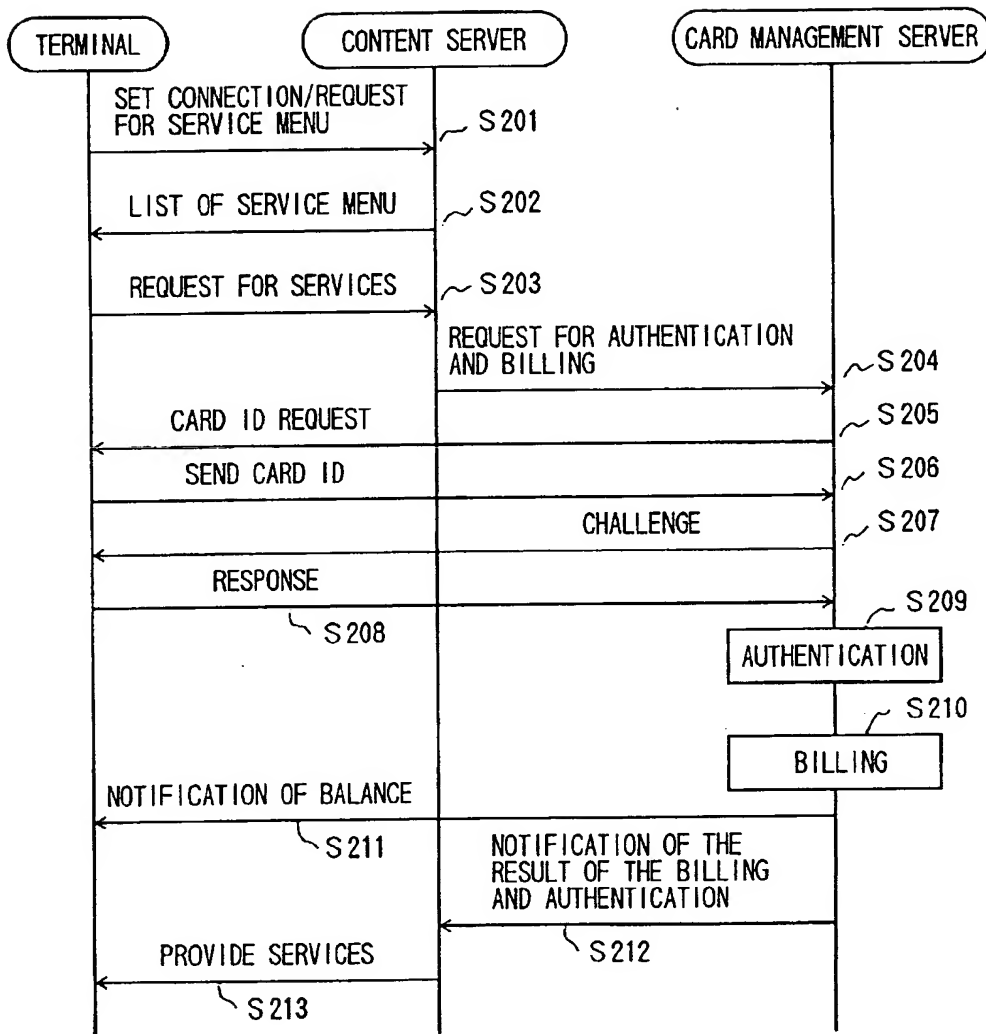 TERMINAL
CONTENT SERVER
CARD MANAGEMENT SERVER
SET CONNECTION/REQUEST
FOR SERVICE MENU
S201
LIST OF SERVICE MENU
S202
REQUEST FOR SERVICES
S203
REQUEST FOR AUTHENTICATION
AND BILLING
S204
CARD ID REQUEST
S205
SEND CARD ID
S206
CHALLENGE
S207
RESPONSE
S208
S209
AUTHENTICATION
S210
BILLING
NOTIFICATION OF BALANCE
S211
NOTIFICATION OF THE
RESULT OF THE BILLING
AND AUTHENTICATION
S212
PROVIDE SERVICES
S213